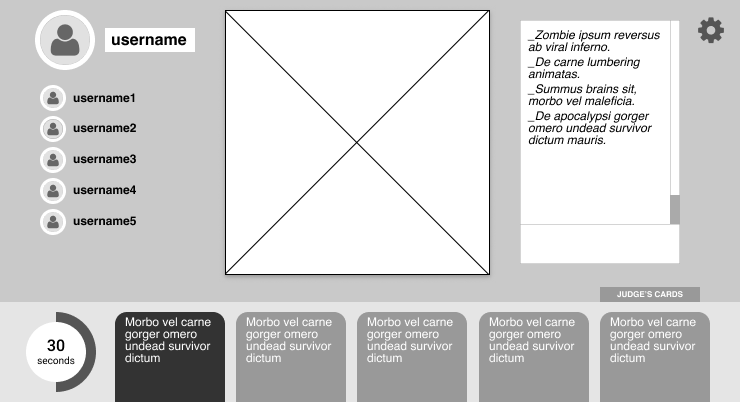 username
username1
username2
username3
username4
username5
_Zombie ipsum reversus
ab viral inferno.
_De carne lumbering
animatas.
_Summus brains sit,
morbo vel maleficia.
_De apocalypsi gorger
omero undead survivor
dictum mauris.
JUDGE'S CARDS
30
seconds
Morbo vel carne
gorger omero
undead survivor
dictum
Morbo vel carne
gorger omero
undead survivor
dictum
Morbo vel carne
gorger omero
undead survivor
dictum
Morbo vel carne
gorger omero
undead survivor
dictum
Morbo vel carne
gorger omero
undead survivor
dictum